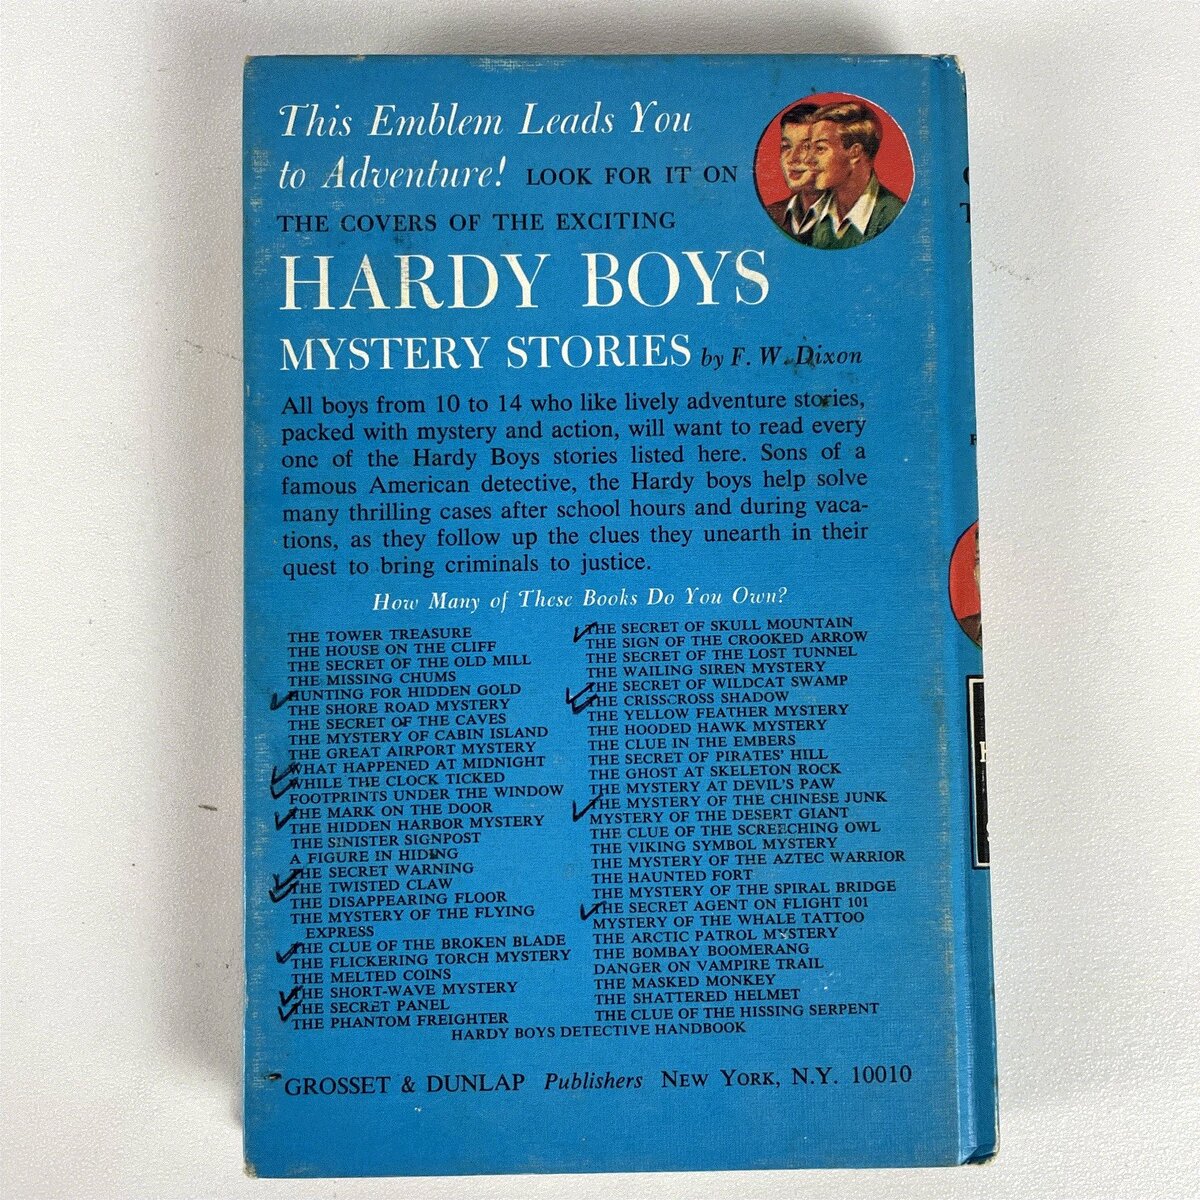 This Emblem Leads You
to Adventure! LOOK FOR IT ON
THE COVERS OF THE EXCITING
HARDY BOYS
MYSTERY STORIES by F. W. Dixon
All boys from 10 to 14 who like lively adventure stories,
packed with mystery and action, will want to read every
one of the Hardy Boys stories listed here. Sons of a
famous American detective, the Hardy boys help solve
many thrilling cases after school hours and during vaca-
tions, as they follow up the clues they unearth in their
quest to bring criminals to justice.
How Many of These Books Do You Own?
THE TOWER TREASURE
THE HOUSE ON THE CLIFF
THE SECRET OF THE OLD MILL
THE MISSING CHUMS
HUNTING FOR HIDDEN GOLD
THE SHORE ROAD MYSTERY
THE SECRET OF THE CAVES
THE MYSTERY OF CABIN ISLAND
THE GREAT AIRPORT MYSTERY
WHAT HAPPENED AT MIDNIGHT
WHILE THE CLOCK TICKED
FOOTPRINTS UNDER THE WINDOW
THE MARK ON THE DOOR
THE HIDDEN HARBOR MYSTERY
THE SINISTER SIGNPOST
A FIGURE IN HIDING
THE SECRET WARNING
THE TWISTED CLAW
THE DISAPPEARING FLOOR
THE MYSTERY OF THE FLYING
EXPRESS
THE CLUE OF THE BROKEN BLADE
THE FLICKERING TORCH MYSTERY
THE MELTED COINS
THE SHORT-WAVE MYSTERY
THE SECRET PANEL
THE PHANTOM FREIGHTER
THE SECRET OF SKULL MOUNTAIN
THE SIGN OF THE CROOKED ARROW
THE SECRET OF THE LOST TUNNEL
THE WAILING SIREN MYSTERY
THE SECRET OF WILDCAT SWAMP
THE CRISSCROSS SHADOW
THE YELLOW FEATHER MYSTERY
THE HOODED HAWK MYSTERY
THE CLUE IN THE EMBERS
THE SECRET OF PIRATES' HILL
THE GHOST AT SKELETON ROCK
THE MYSTERY AT DEVIL'S PAW
THE MYSTERY OF THE CHINESE JUNK
MYSTERY OF THE DESERT GIANT
THE CLUE OF THE SCREECHING OWL
THE VIKING SYMBOL MYSTERY
THE MYSTERY OF THE AZTEC WARRIOR
THE HAUNTED FORT
THE MYSTERY OF THE SPIRAL BRIDGE
THE SECRET AGENT ON FLIGHT 101
MYSTERY OF THE WHALE TATTOO
THE ARCTIC PATROL MYSTERY
THE BOMBAY BOOMERANG
DANGER ON VAMPIRE TRAIL
THE MASKED MONKEY
THE SHATTERED HELMET
THE CLUE OF THE HISSING SERPENT
HARDY BOYS DETECTIVE HANDBOOK
GROSSET & DUNLAP Publishers NEW YORK, N.Y. 10010